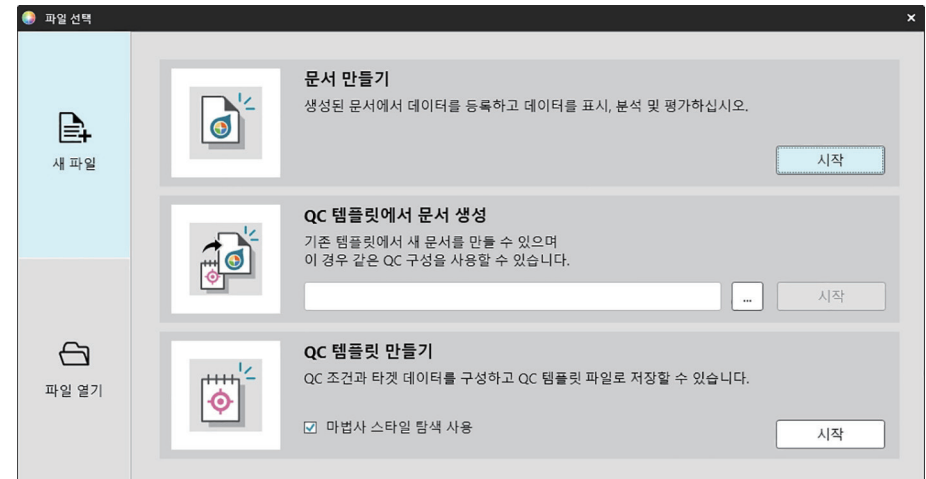 파일 선택
새 파일
파일 열기
문서 만들기
생성된 문서에서 데이터를 등록하고 데이터를 표시, 분석 및 평가하십시오.
시작
QC 템플릿에서 문서 생성
기존 템플릿에서 새 문서를 만들 수 있으며
이 경우 같은 QC 구성을 사용할 수 있습니다.
...
시작
QC 템플릿 만들기
QC 조건과 타겟 데이터를 구성하고 QC 템플릿 파일로 저장할 수 있습니다.
마법사 스타일 탐색 사용
시작